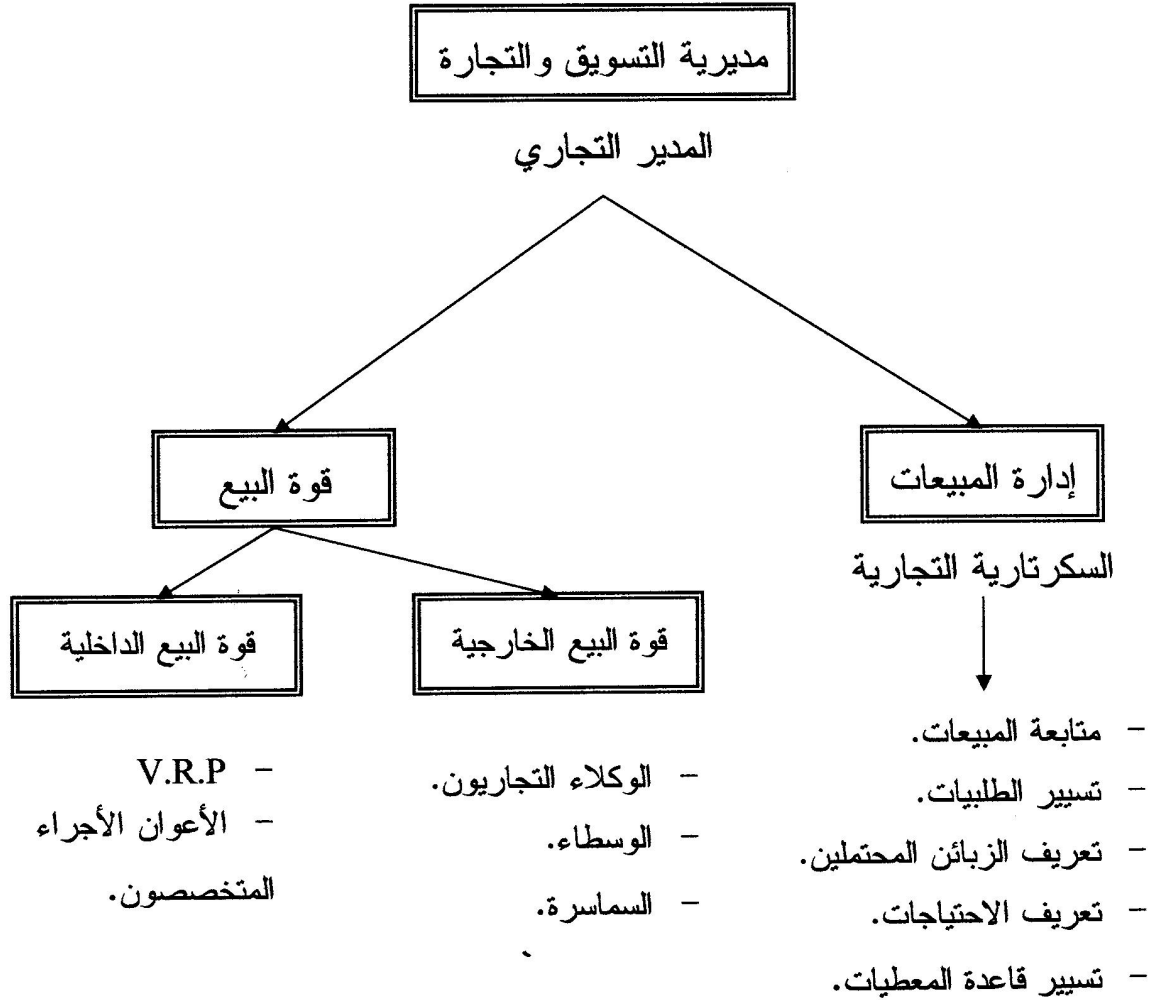 مديرية التسويق والتجارة
المدير التجاري
إدارة المبيعات
السكرتارية التجارية
– متابعة المبيعات.
– تسيير الطلبيات.
– تعريف الزبائن المحتملين.
– تعريف الاحتياجات.
– تسيير قاعدة المعطيات.
قوة البيع
قوة البيع الخارجية
– الوكلاء التجاريون.
– الوسطاء.
– السماسرة.
قوة البيع الداخلية
– V.R.P
– الأعوان الأجراء
المتخصصون.